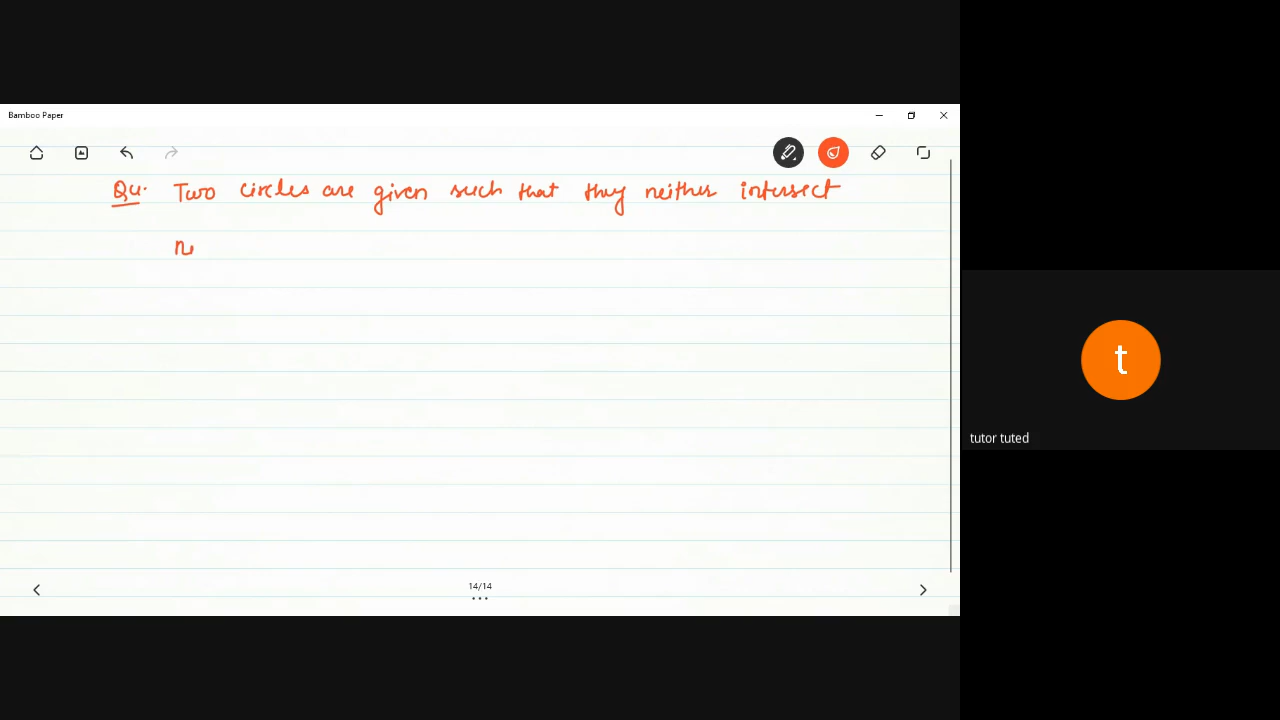 Bamboo Paper
Qu. Two circles are given such that they neither intersect
n
14/14
t
tutor tuted